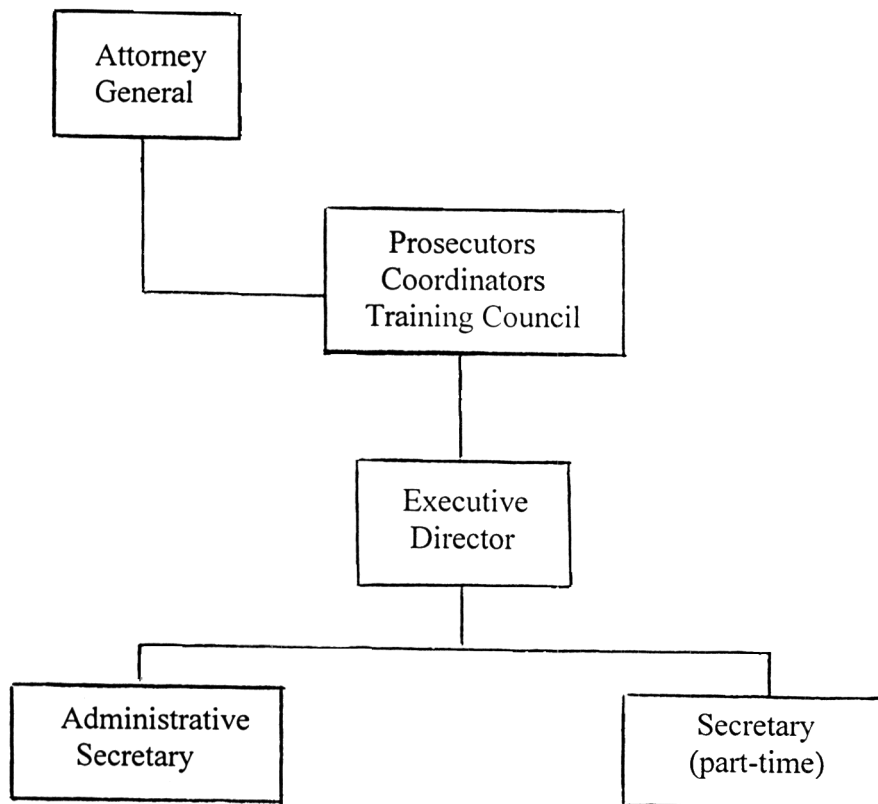 Attorney
General
Prosecutors
Coordinators
Training Council
Executive
Director
Administrative
Secretary
Secretary
(part-time)